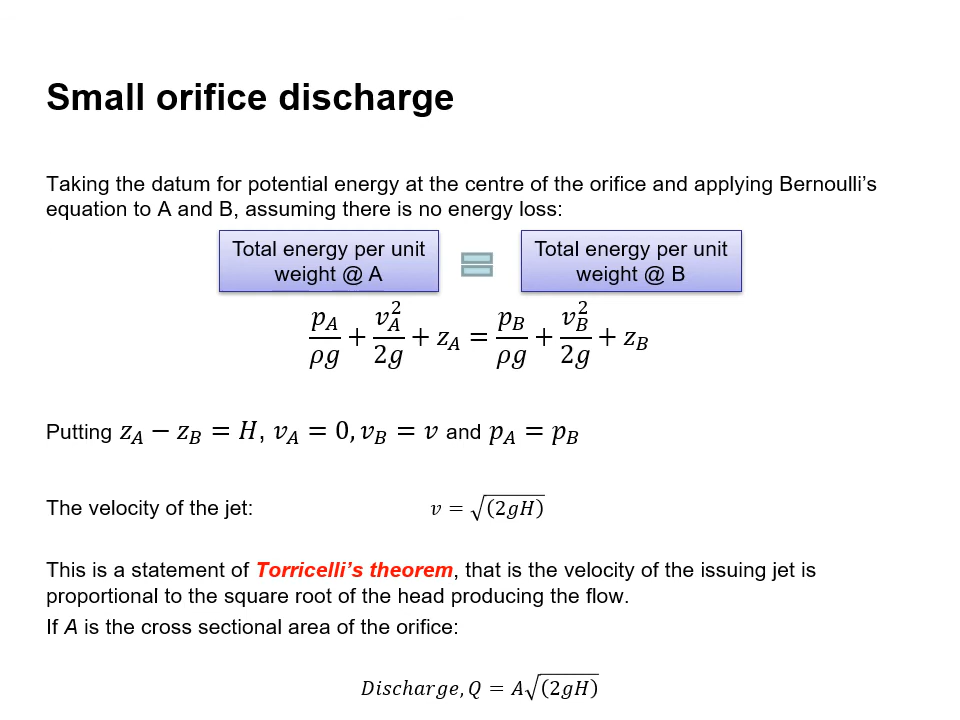 Small orifice discharge
Taking the datum for potential energy at the centre of the orifice and applying Bernoulli’s
equation to A and B, assuming there is no energy loss:
Total energy per unit
weight @ A
Total energy per unit
weight @ B
p_A/ρg + v_A²/2g + z_A = p_B/ρg + v_B²/2g + z_B
Putting z_A − z_B = H, v_A = 0, v_B = v and p_A = p_B
The velocity of the jet: v = √(2gH)
This is a statement of Torricelli’s theorem, that is the velocity of the issuing jet is
proportional to the square root of the head producing the flow.
If A is the cross sectional area of the orifice:
Discharge, Q = A√(2gH)